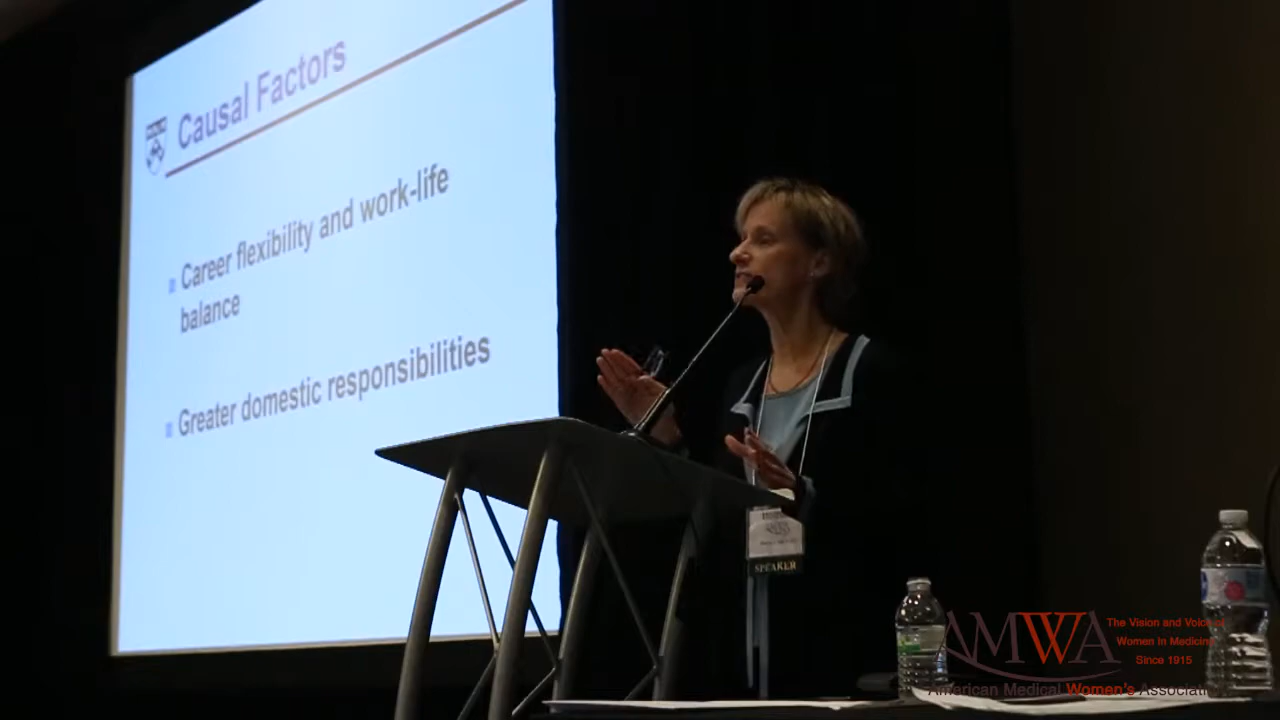 Causal Factors
Career flexibility and work-life
balance
Greater domestic responsibilities
SPEAKER
AMWA
The Vision and Voice of
Women in Medicine
Since 1915
American Medical Women's Association